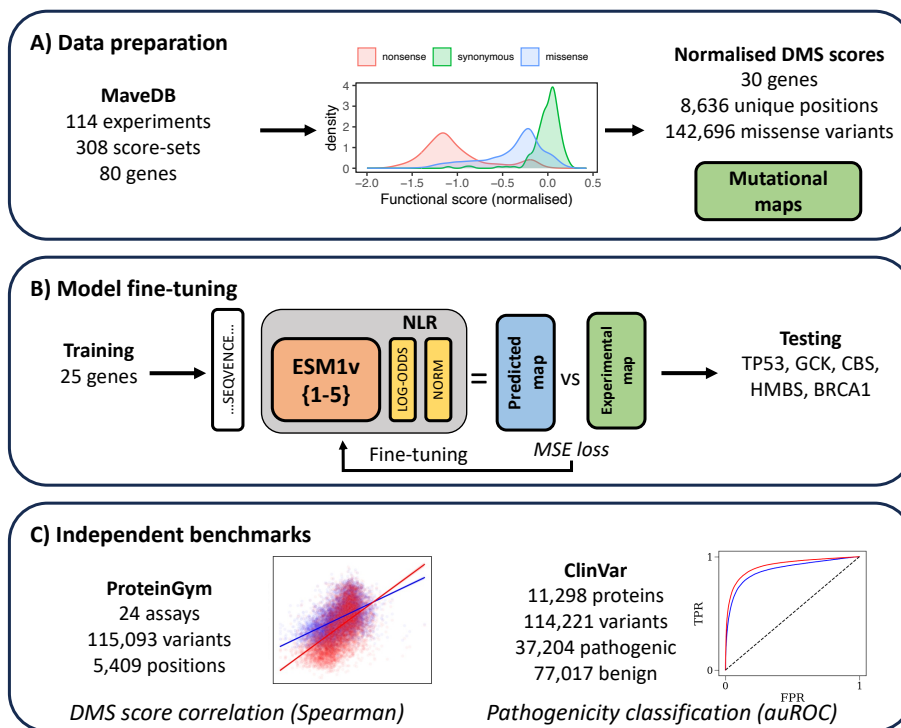 A) Data preparation
MaveDB
114 experiments
308 score-sets
80 genes
nonsense synonymous missense
density
4
3
2
1
0
−2.0 −1.5 −1.0 −0.5 0.0 0.5
Functional score (normalised)
Normalised DMS scores
30 genes
8,636 unique positions
142,696 missense variants
Mutational
maps
B) Model fine-tuning
Training
25 genes
...SEQVENCE...
NLR
ESM1v
{1-5}
LOG-ODDS
NORM
=
Predicted
map
vs
Experimental
map
Fine-tuning
MSE loss
Testing
TP53, GCK, CBS,
HMBS, BRCA1
C) Independent benchmarks
ProteinGym
24 assays
115,093 variants
5,409 positions
DMS score correlation (Spearman)
ClinVar
11,298 proteins
114,221 variants
37,204 pathogenic
77,017 benign
1
TPR
0
0 FPR 1
Pathogenicity classification (auROC)